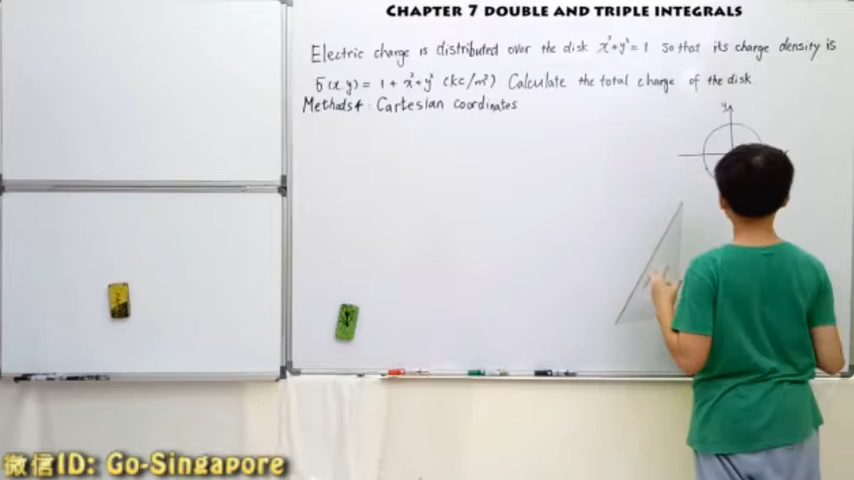 CHAPTER 7 DOUBLE AND TRIPLE INTEGRALS
Electric charge is distributed over the disk x²+y²=1 So that its charge density is
σ(x,y) = 1 + x²+y² (kc/m²) Calculate the total charge of the disk
Methods4: Cartesian coordinates
y
微信ID: Go-Singapore